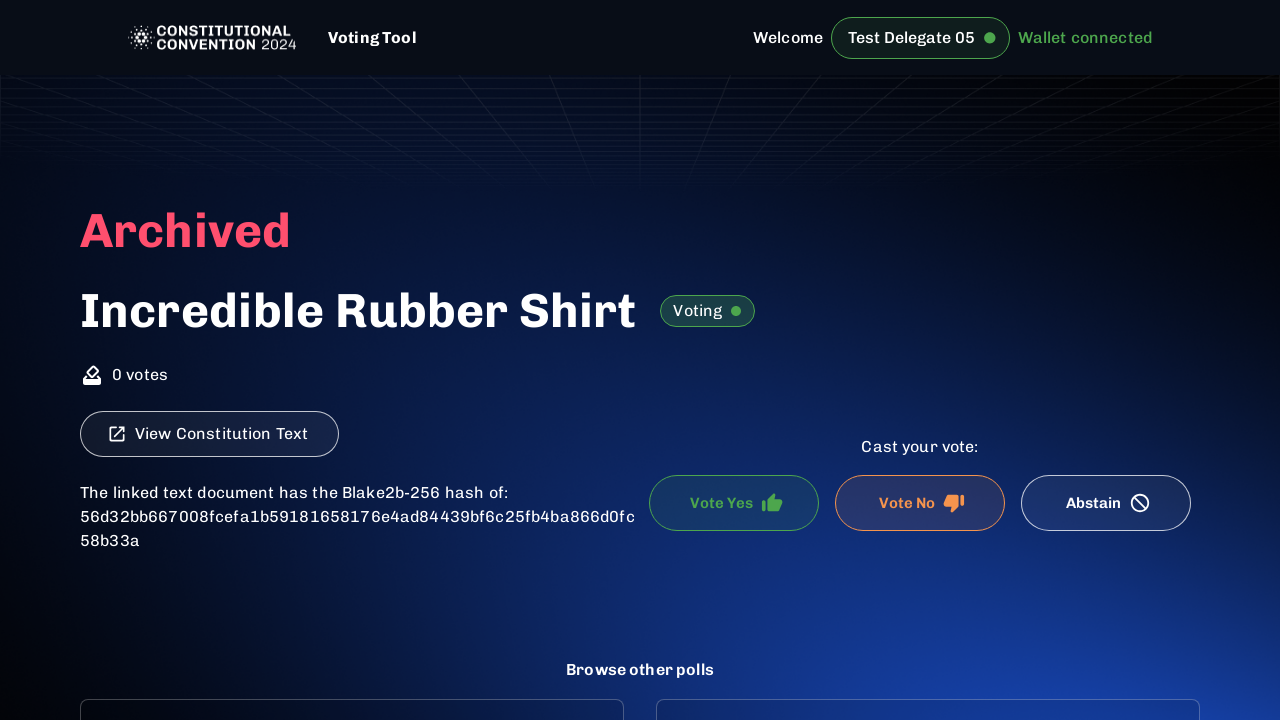 CONSTITUTIONAL
CONVENTION 2024
Voting Tool
Welcome
Test Delegate 05
Wallet connected
Archived
Incredible Rubber Shirt
Voting
0 votes
View Constitution Text
The linked text document has the Blake2b-256 hash of:
56d32bb667008fcefa1b59181658176e4ad84439bf6c25fb4ba866d0fc
58b33a
Cast your vote:
Vote Yes
Vote No
Abstain
Browse other polls